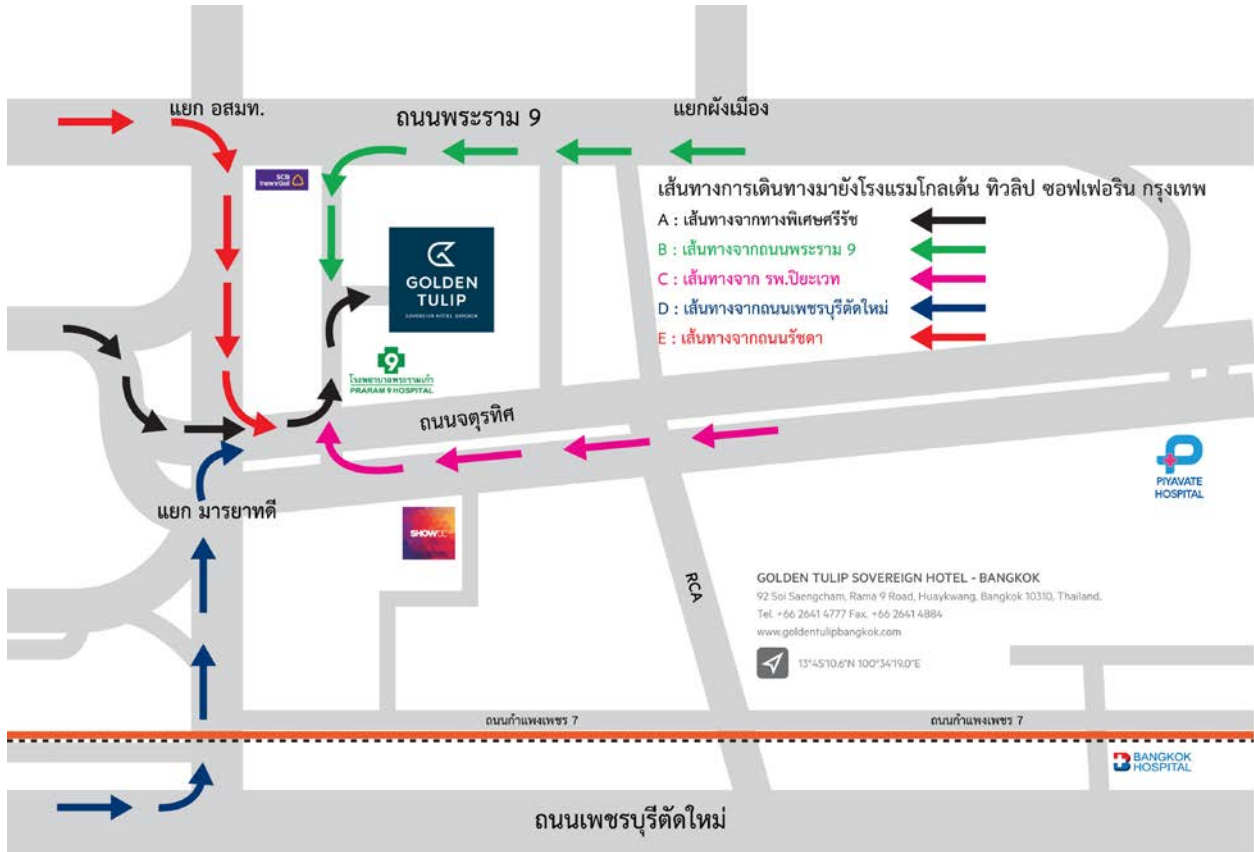 แยก อสมท.
ถนนพระราม 9
แยกผังเมือง
SCB
ไทยพาณิชย์
เส้นทางการเดินทางมายังโรงแรมโกลเด้น ทิวลิป ซอฟเฟอริน กรุงเทพ
A : เส้นทางจากทางพิเศษศรีรัช
B : เส้นทางจากถนนพระราม 9
C : เส้นทางจาก รพ.ปิยะเวท
D : เส้นทางจากถนนเพชรบุรีตัดใหม่
E : เส้นทางจากถนนรัชดา
GOLDEN
TULIP
SOVEREIGN HOTEL BANGKOK
9
โรงพยาบาลพระรามเก้า
PRARAM 9 HOSPITAL
ถนนจตุรทิศ
PIYAVATE
HOSPITAL
แยก มารยาทดี
SHOW DC
RCA
GOLDEN TULIP SOVEREIGN HOTEL - BANGKOK
92 Soi Saengcham, Rama 9 Road, Huaykwang, Bangkok 10310, Thailand.
Tel. +66 2641 4777 Fax. +66 2641 4884
www.goldentulipbangkok.com
13°45'10.6"N 100°34'19.0"E
ถนนกำแพงเพชร 7
ถนนกำแพงเพชร 7
BANGKOK
HOSPITAL
ถนนเพชรบุรีตัดใหม่